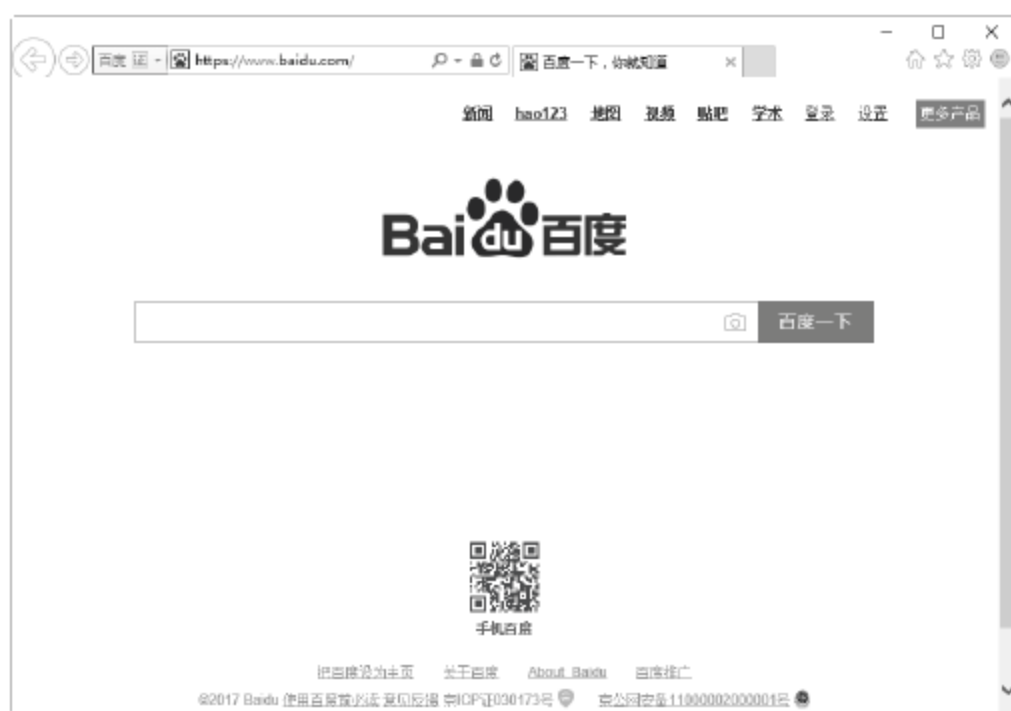 百度 证 https://www.baidu.com/ 百度一下，你就知道
新闻 hao123 地图 视频 贴吧 学术 登录 设置 更多产品
Baidu百度
百度一下
手机百度
把百度设为主页 关于百度 About Baidu 百度推广
©2017 Baidu 使用百度前必读 意见反馈 京ICP证030173号 京公网安备11000002000001号